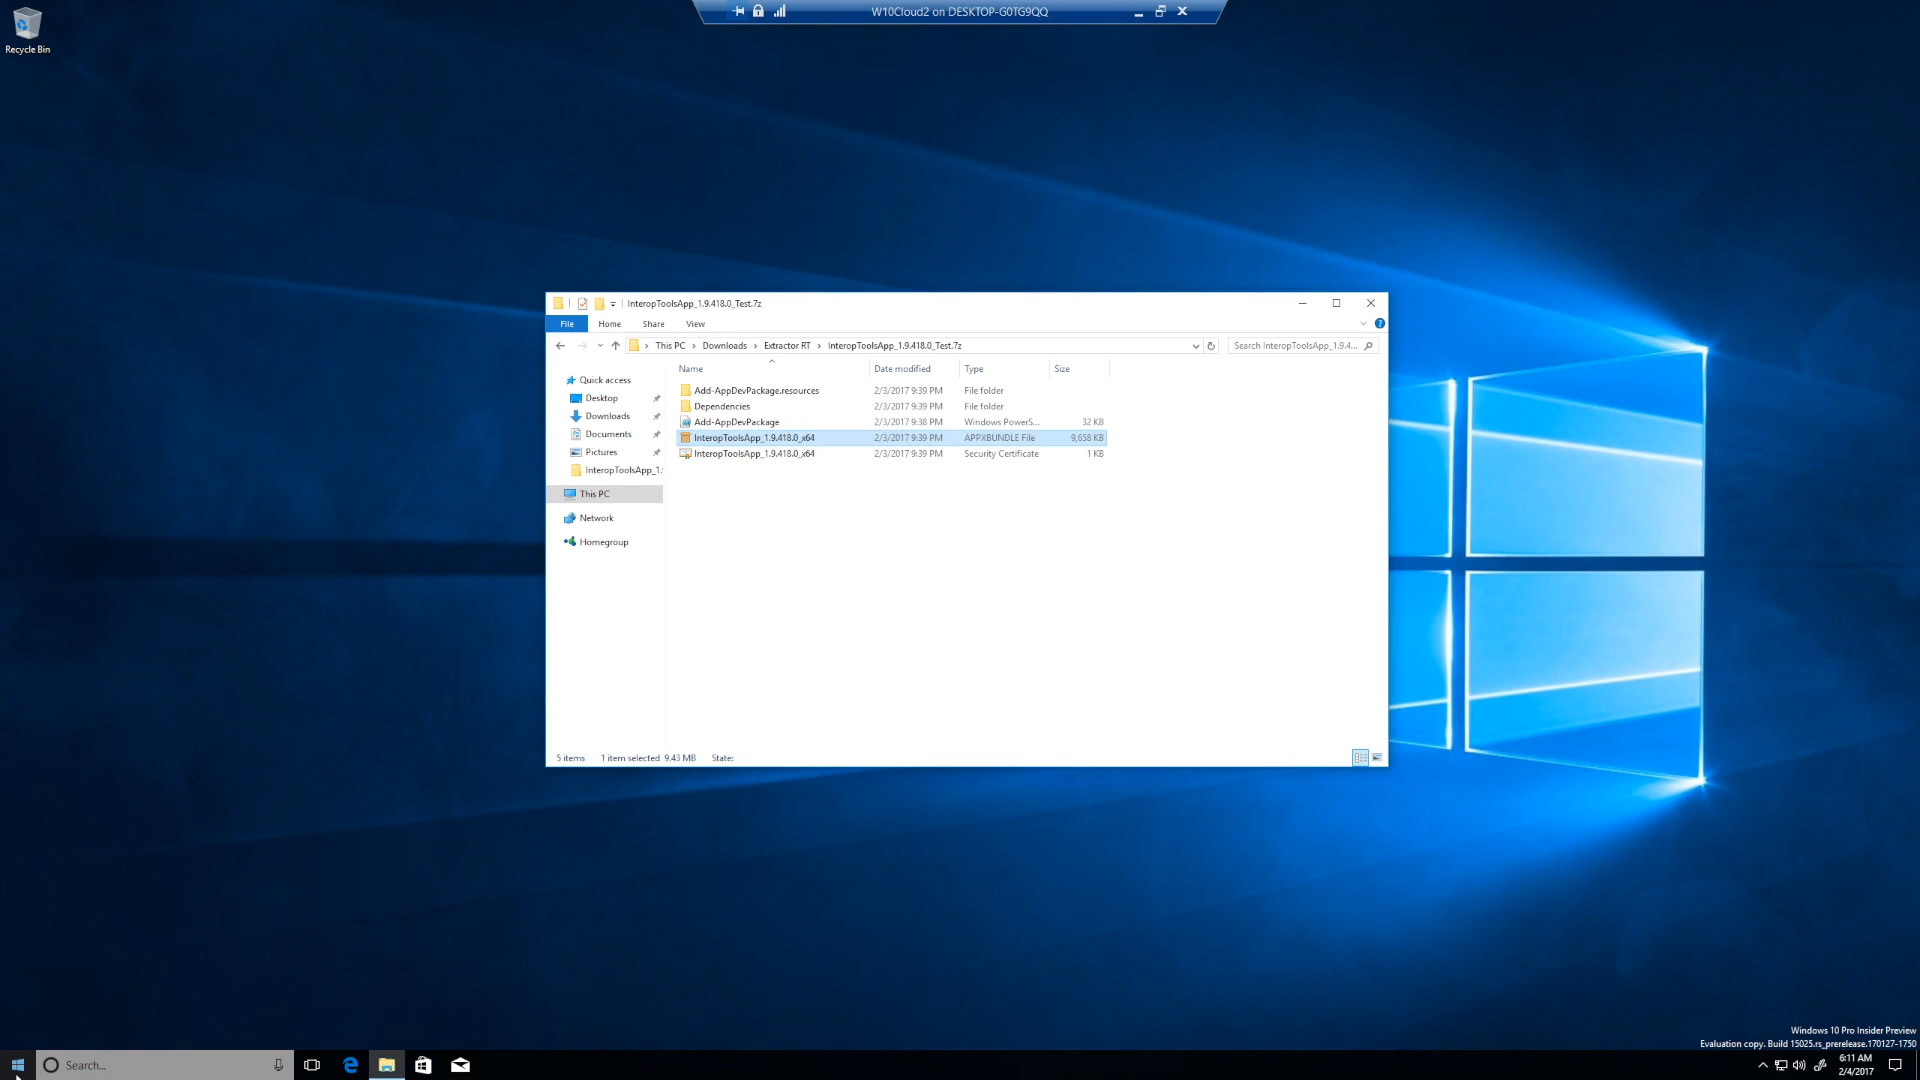 W10Cloud2 on DESKTOP-G0TG9QQ
Recycle Bin
InteropToolsApp_1.9.418.0_Test.7z
File Home Share View
This PC Downloads Extractor RT InteropToolsApp_1.9.418.0_Test.7z
Search InteropToolsApp_1.9.4...
Name Date modified Type Size
Quick access
Desktop
Downloads
Documents
Pictures
InteropToolsApp_1.
This PC
Network
Homegroup
Add-AppDevPackage.resources 2/3/2017 9:39 PM File folder
Dependencies 2/3/2017 9:39 PM File folder
Add-AppDevPackage 2/3/2017 9:38 PM Windows PowerS... 32 KB
InteropToolsApp_1.9.418.0_x64 2/3/2017 9:39 PM APPXBUNDLE File 9,658 KB
InteropToolsApp_1.9.418.0_x64 2/3/2017 9:39 PM Security Certificate 1 KB
5 items 1 item selected 9.43 MB State:
Windows 10 Pro Insider Preview
Evaluation copy. Build 15025.rs_prerelease.170127-1750
Search...
6:11 AM
2/4/2017